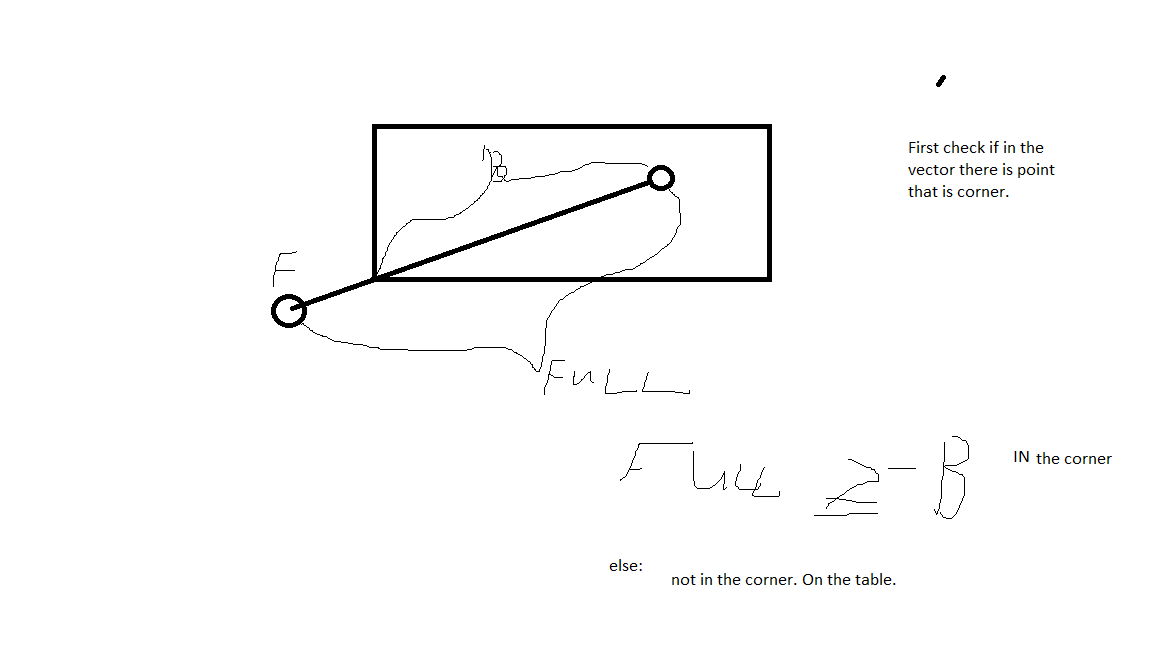 First check if in the
vector there is point
that is corner.
B
E
FULL
FULL ≥ B
IN the corner
else:
not in the corner. On the table.